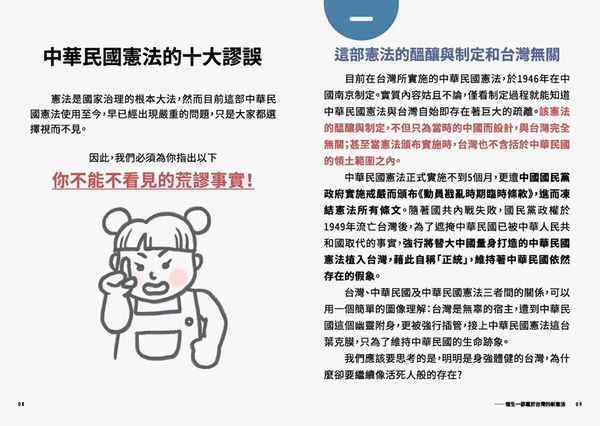 中華民國憲法的十大謬誤
憲法是國家治理的根本大法，然而目前這部中華民
國憲法使用至今，早已經出現嚴重的問題，只是大家都選
擇視而不見。
因此，我們必須為你指出以下
你不能不看見的荒謬事實！
08
一
這部憲法的醞釀與制定和台灣無關
目前在台灣所實施的中華民國憲法，於1946年在中
國南京制定。實質內容姑且不論，僅看制定過程就能知道
中華民國憲法與台灣自始即存在著巨大的疏離。該憲法
的醞釀與制定，不但只為當時的中國而設計，與台灣完全
無關；甚至當憲法頒布實施時，台灣也不含括於中華民國
的領土範圍之內。
中華民國憲法正式實施不到5個月，更遭中國國民黨
政府實施戒嚴而頒布《動員戡亂時期臨時條款》，進而凍
結憲法所有條文。隨著國共內戰失敗，國民黨政權於
1949年流亡台灣後，為了遮掩中華民國已被中華人民共
和國取代的事實，強行將替大中國量身打造的中華民國
憲法植入台灣，藉此自稱「正統」，維持著中華民國依然
存在的假象。
台灣、中華民國及中華民國憲法三者間的關係，可以
用一個簡單的圖像理解：台灣是無辜的宿主，遭到中華民
國這個幽靈附身，更被強行插管，接上中華民國憲法這台
葉克膜，只為了維持中華民國的生命跡象。
我們應該要思考的是，明明是身強體健的台灣，為什
麼卻要繼續像活死人般的存在？
——催生一部屬於台灣的新憲法 09